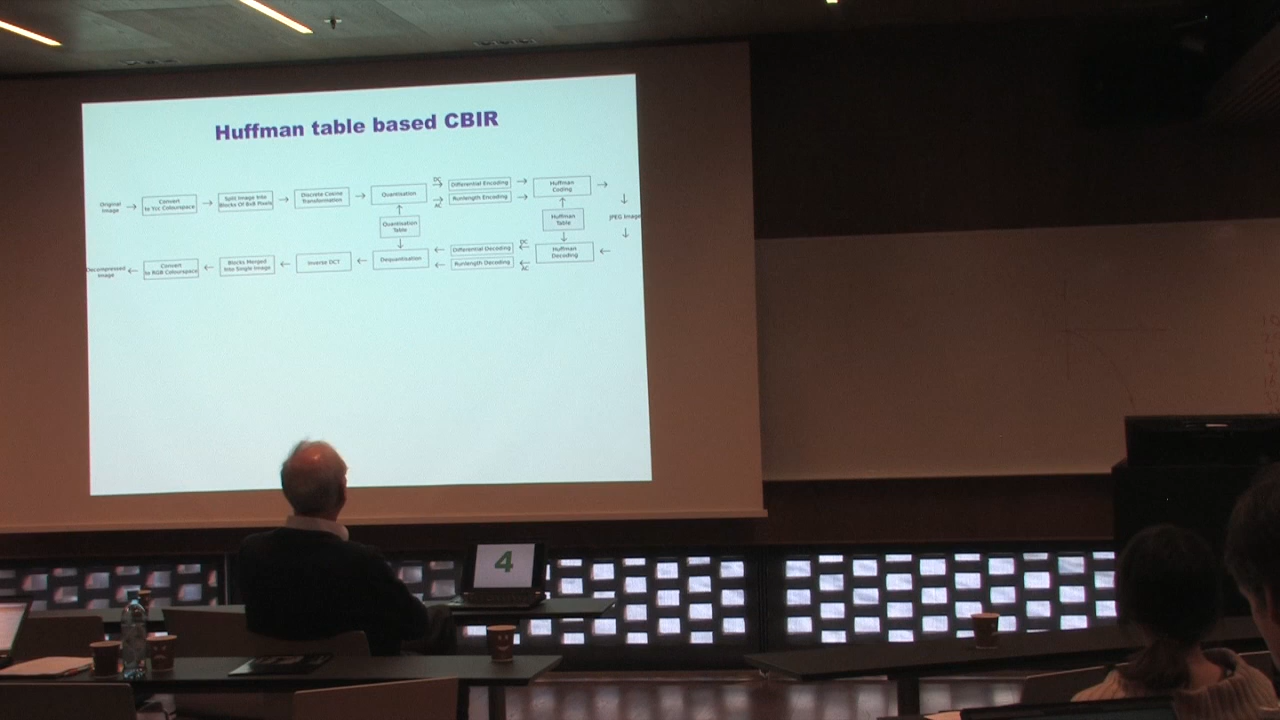 Huffman table based CBIR
Original
Image
Convert
to Ycc Colourspace
Split Image Into
Blocks Of 8x8 Pixels
Discrete Cosine
Transformation
Quantisation
DC
AC
Differential Encoding
Runlength Encoding
Huffman
Coding
Quantisation
Table
Huffman
Table
JPEG Image
Decompressed
Image
Convert
to RGB Colourspace
Blocks Merged
Into Single Image
Inverse DCT
Dequantisation
Differential Decoding
Runlength Decoding
DC
AC
Huffman
Decoding
4